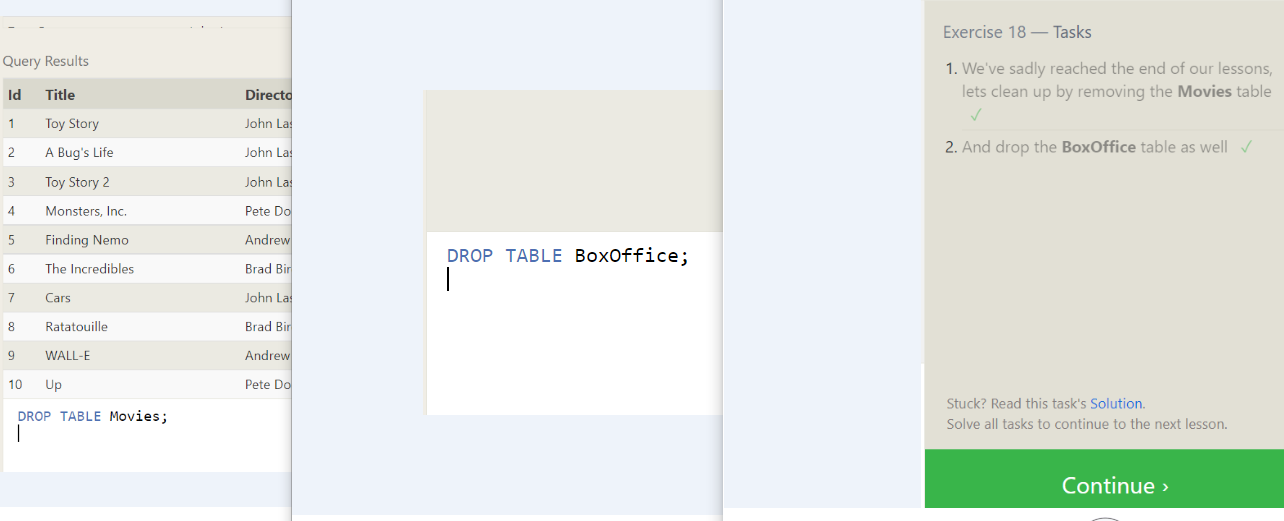 Query Results
Id Title Directo
1 Toy Story John Las
2 A Bug's Life John Las
3 Toy Story 2 John Las
4 Monsters, Inc. Pete Do
5 Finding Nemo Andrew
6 The Incredibles Brad Bir
7 Cars John Las
8 Ratatouille Brad Bir
9 WALL-E Andrew
10 Up Pete Do
DROP TABLE Movies;
DROP TABLE BoxOffice;
Exercise 18 — Tasks
1. We've sadly reached the end of our lessons,
lets clean up by removing the Movies table
✓
2. And drop the BoxOffice table as well ✓
Stuck? Read this task's Solution.
Solve all tasks to continue to the next lesson.
Continue ›